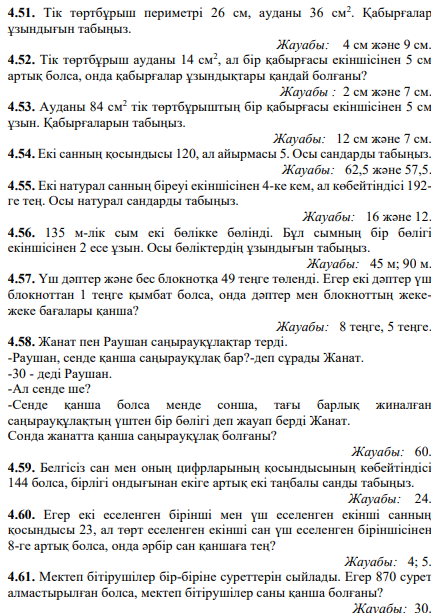 4.51. Тік төртбұрыш периметрі 26 см, ауданы 36 см². Қабырғалар
ұзындығын табыңыз.
Жауабы: 4 см және 9 см.
4.52. Тік төртбұрыш ауданы 14 см², ал бір қабырғасы екіншісінен 5 см
артық болса, онда қабырғалар ұзындықтары қандай болғаны?
Жауабы : 2 см және 7 см.
4.53. Ауданы 84 см² тік төртбұрыштың бір қабырғасы екіншісінен 5 см
ұзын. Қабырғаларын табыңыз.
Жауабы: 12 см және 7 см.
4.54. Екі санның қосындысы 120, ал айырмасы 5. Осы сандарды табыңыз.
Жауабы: 62,5 және 57,5.
4.55. Екі натурал санның біреуі екіншісінен 4-ке кем, ал көбейтіндісі 192-
ге тең. Осы натурал сандарды табыңыз.
Жауабы: 16 және 12.
4.56. 135 м-лік сым екі бөлікке бөлінді. Бұл сымның бір бөлігі
екіншісінен 2 есе ұзын. Осы бөліктердің ұзындығын табыңыз.
Жауабы: 45 м; 90 м.
4.57. Үш дәптер және бес блокнотқа 49 теңге төленді. Егер екі дәптер үш
блокноттан 1 теңге қымбат болса, онда дәптер мен блокноттың жеке-
жеке бағалары қанша?
Жауабы: 8 теңге, 5 теңге.
4.58. Жанат пен Раушан саңырауқұлақтар терді.
-Раушан, сенде қанша саңырауқұлақ бар?-деп сұрады Жанат.
-30 - деді Раушан.
-Ал сенде ше?
-Сенде қанша болса менде сонша, тағы барлық жиналған
саңырауқұлақтың үштен бір бөлігі деп жауап берді Жанат.
Сонда жанатта қанша саңырауқұлақ болғаны?
Жауабы: 60.
4.59. Белгісіз сан мен оның цифрларының қосындысының көбейтіндісі
144 болса, бірлігі ондығынан екіге артық екі таңбалы санды табыңыз.
Жауабы: 24.
4.60. Егер екі еселенген бірінші мен үш еселенген екінші санның
қосындысы 23, ал төрт еселенген екінші сан үш еселенген біріншісінен
8-ге артық болса, онда әрбір сан қаншаға тең?
Жауабы: 4; 5.
4.61. Мектеп бітірушілер бір-біріне суреттерін сыйлады. Егер 870 сурет
алмастырылған болса, мектеп бітірушілер саны қанша болғаны?
Жауабы: 30.